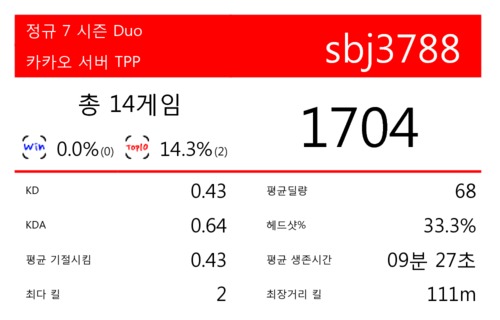 정규 7 시즌 Duo
카카오 서버 TPP
sbj3788
총 14게임
1704
Win 0.0%(0) Top10 14.3%(2)
KD 0.43 평균딜량 68
KDA 0.64 헤드샷% 33.3%
평균 기절시킴 0.43 평균 생존시간 09분 27초
최다 킬 2 최장거리 킬 111m